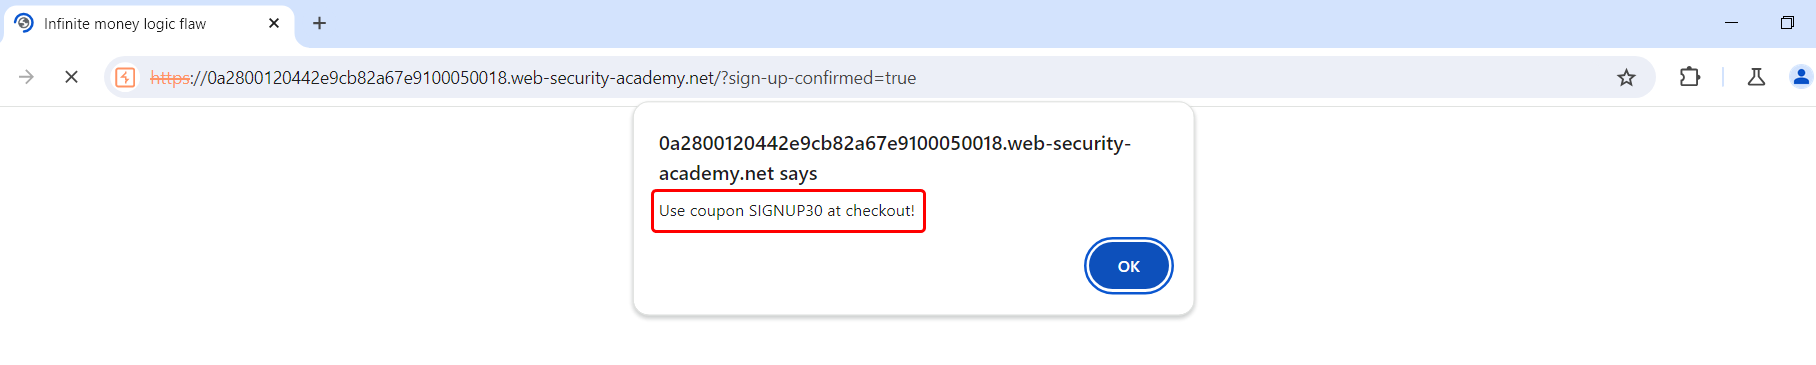 Infinite money logic flaw
https://0a2800120442e9cb82a67e9100050018.web-security-academy.net/?sign-up-confirmed=true
0a2800120442e9cb82a67e9100050018.web-security-
academy.net says
Use coupon SIGNUP30 at checkout!
OK